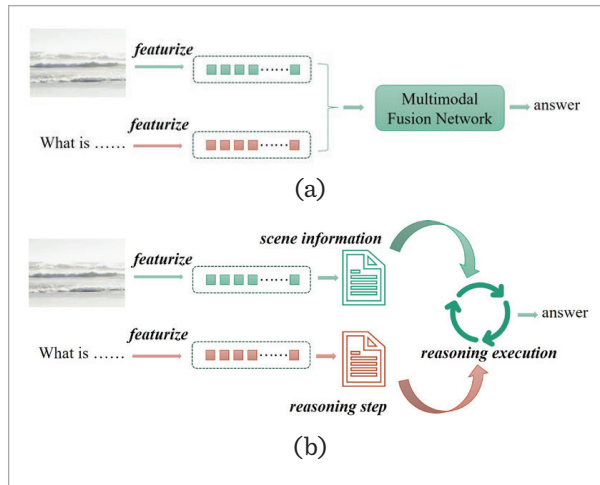 featurize
What is ……
featurize
Multimodal
Fusion Network
answer
(a)
scene information
featurize
What is ……
featurize
reasoning step
reasoning execution
answer
(b)